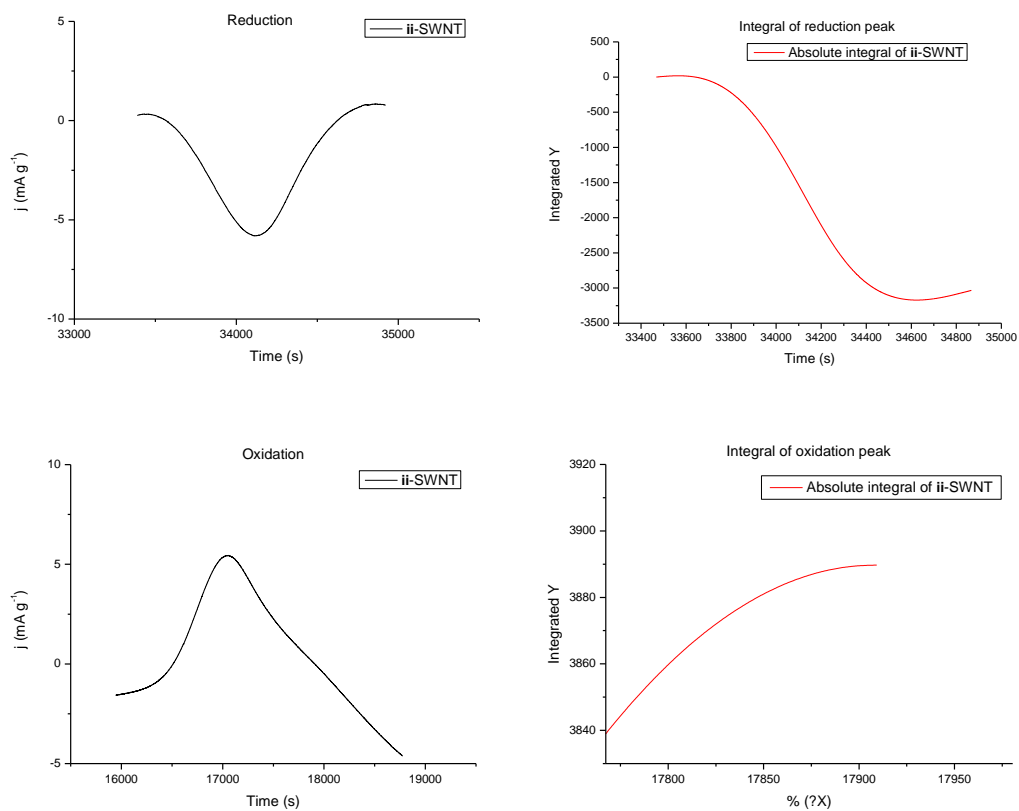 Reduction
ii-SWNT
5
0
-5
-10
j (mA g-1)
33000
34000
35000
Time (s)
Integral of reduction peak
Absolute integral of ii-SWNT
500
0
-500
-1000
-1500
-2000
-2500
-3000
-3500
Integrated Y
33400 33600 33800 34000 34200 34400 34600 34800 35000
Time (s)
Oxidation
ii-SWNT
10
5
0
-5
j (mA g-1)
16000
17000
18000
19000
Time (s)
Integral of oxidation peak
Absolute integral of ii-SWNT
3920
3900
3880
3860
3840
Integrated Y
17800
17850
17900
17950
% (?X)